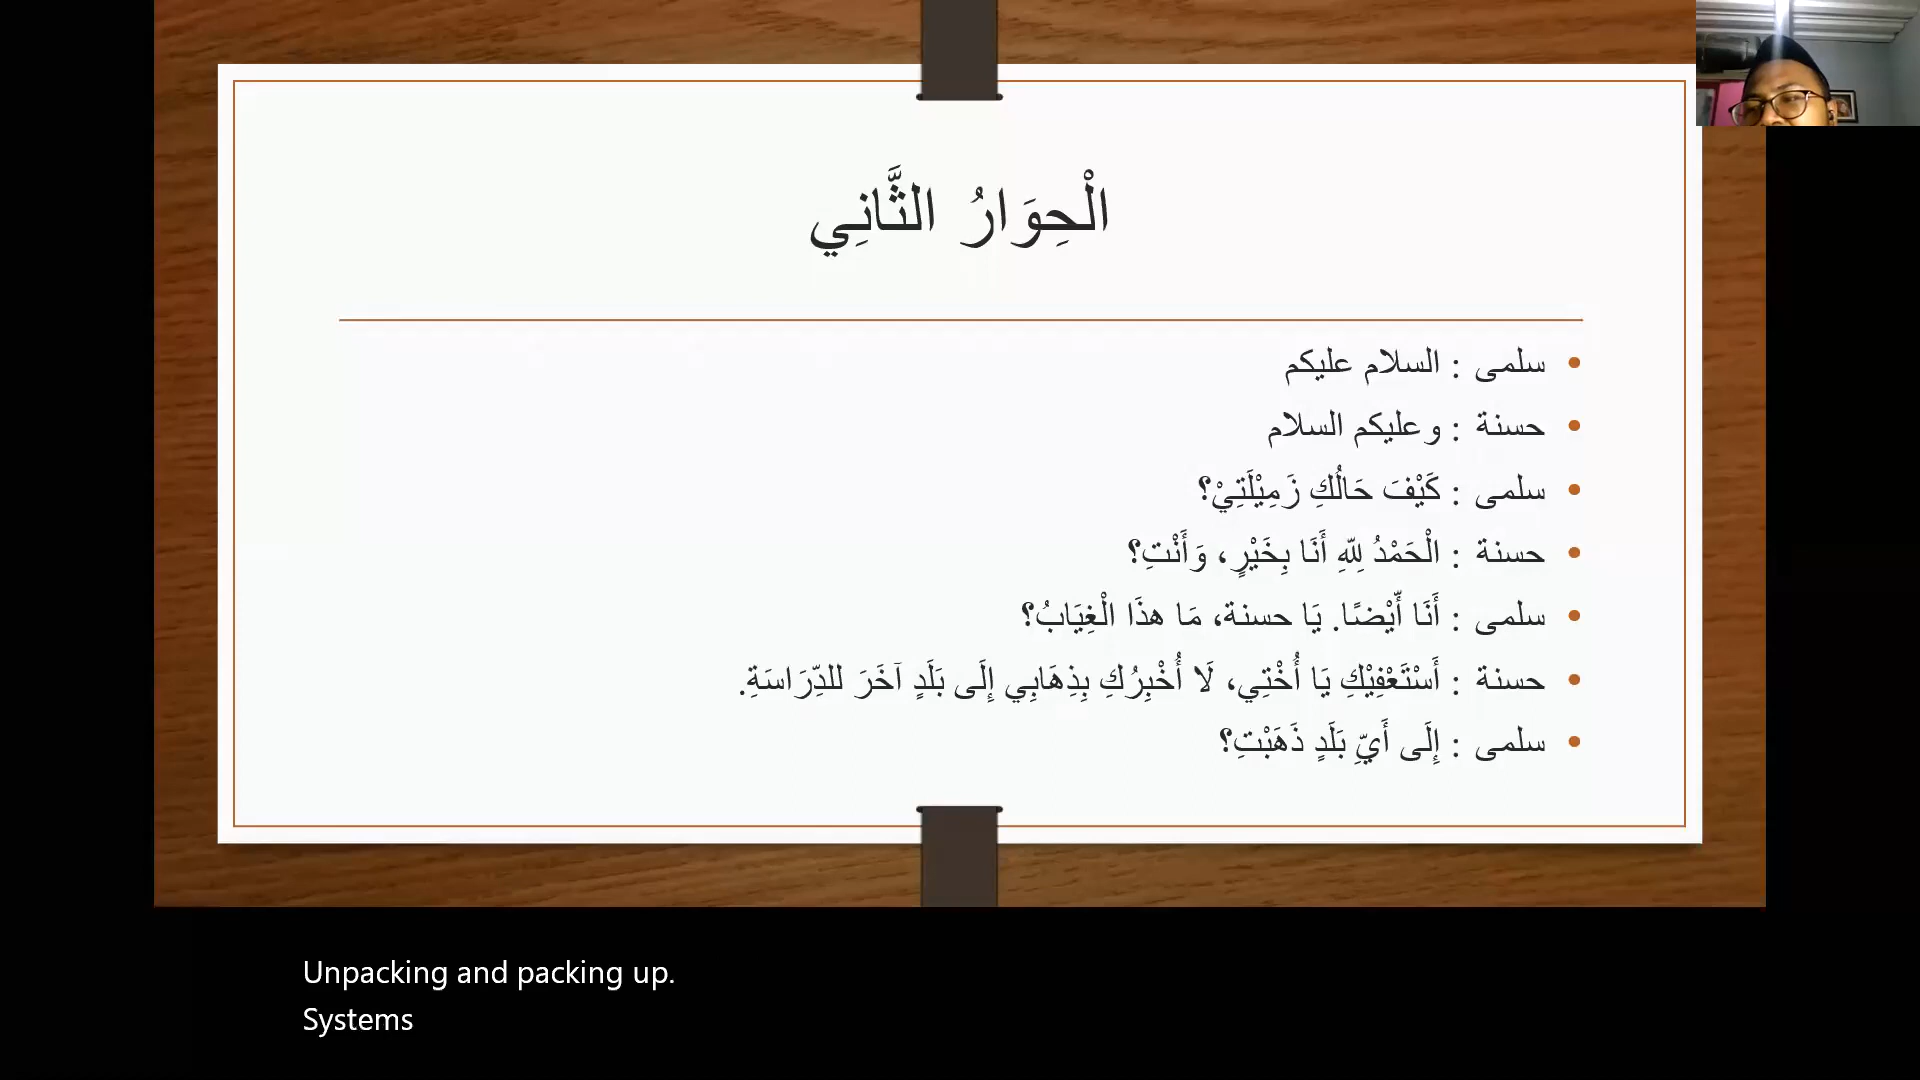 الْحِوَارُ الثَّانِي
• سلمى : السلام عليكم
• حسنة : وعليكم السلام
• سلمى : كَيْفَ حَالُكِ زَمِيْلَتِيْ؟
• حسنة : الْحَمْدُ لِلّهِ أَنَا بِخَيْرٍ، وَأَنْتِ؟
• سلمى : أَنَا أَيْضًا. يَا حسنة، مَا هذَا الْغِيَابُ؟
• حسنة : أَسْتَعْفِيْكِ يَا أُخْتِي، لَا أُخْبِرُكِ بِذِهَابِي إِلَى بَلَدٍ آخَرَ للدِّرَاسَةِ.
• سلمى : إِلَى أَيِّ بَلَدٍ ذَهَبْتِ؟
Unpacking and packing up.
Systems